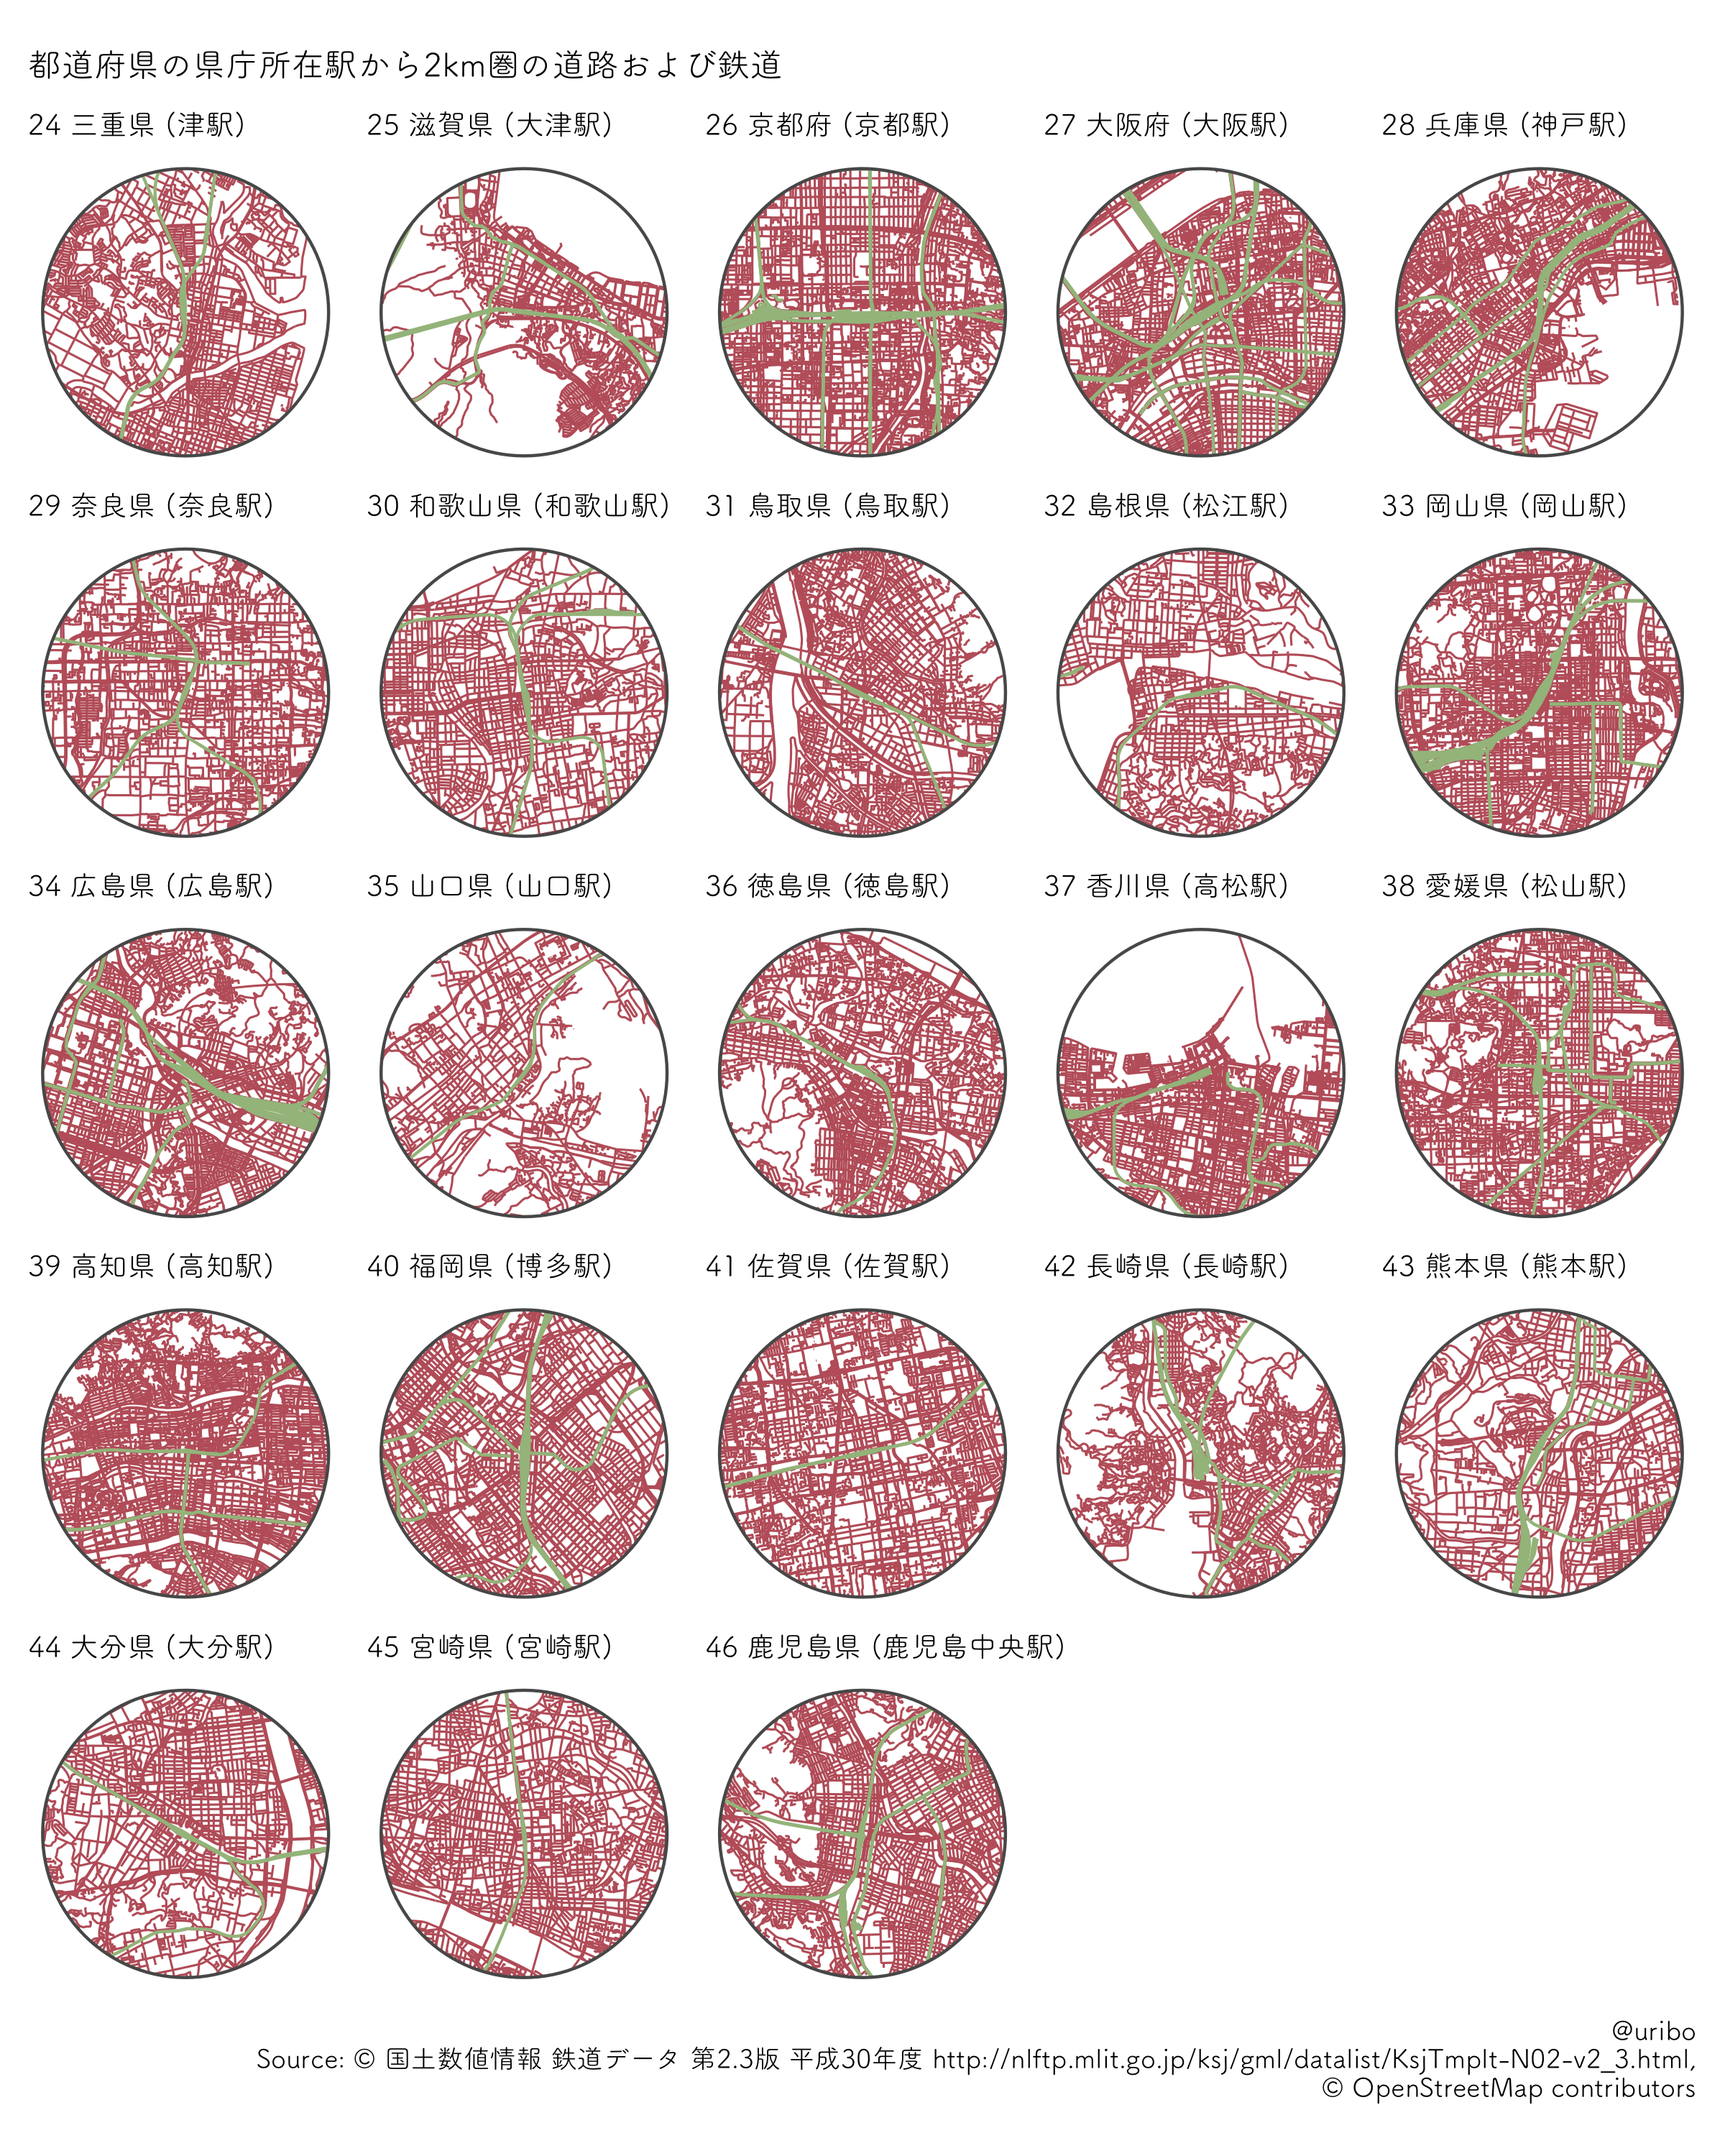 都道府県の県庁所在駅から2km圏の道路および鉄道
24 三重県 (津駅)
25 滋賀県 (大津駅)
26 京都府 (京都駅)
27 大阪府 (大阪駅)
28 兵庫県 (神戸駅)
29 奈良県 (奈良駅)
30 和歌山県 (和歌山駅)
31 鳥取県 (鳥取駅)
32 島根県 (松江駅)
33 岡山県 (岡山駅)
34 広島県 (広島駅)
35 山口県 (山口駅)
36 徳島県 (徳島駅)
37 香川県 (高松駅)
38 愛媛県 (松山駅)
39 高知県 (高知駅)
40 福岡県 (博多駅)
41 佐賀県 (佐賀駅)
42 長崎県 (長崎駅)
43 熊本県 (熊本駅)
44 大分県 (大分駅)
45 宮崎県 (宮崎駅)
46 鹿児島県 (鹿児島中央駅)
@uribo
Source: © 国土数値情報 鉄道データ 第2.3版 平成30年度 http://nlftp.mlit.go.jp/ksj/gml/datalist/KsjTmplt-N02-v2_3.html,
© OpenStreetMap contributors